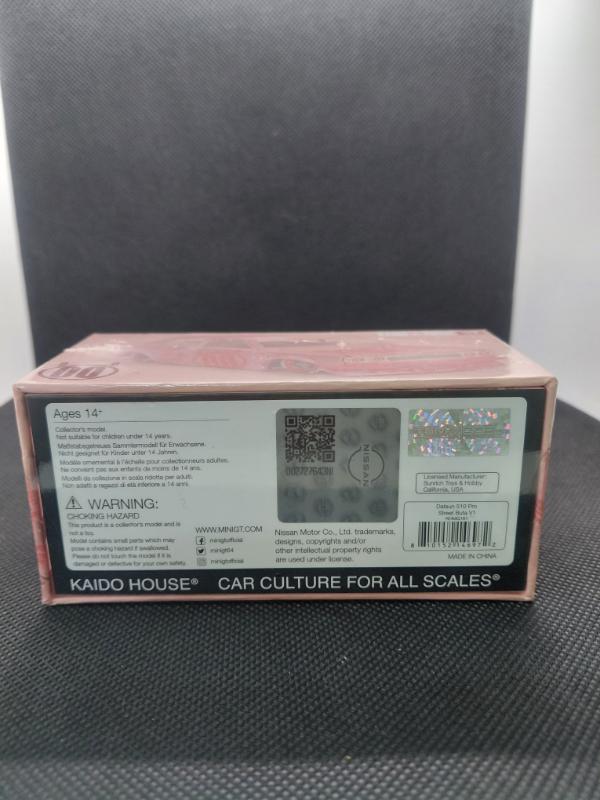 Ages 14+
Collector's model.
Not suitable for children under 14 years.
Maßstabsgetreues Sammlermodell für Erwachsene.
Nicht geeignet für Kinder unter 14 Jahren.
Modèle ornemental à l'échelle pour collectionneurs adultes.
Ne convient pas aux enfants de moins de 14 ans.
Modelli da collezione in scala ridotta per adulti.
Non adatti a ragazzi di età inferiore a 14 anni.
WARNING:
CHOKING HAZARD
This product is a collector's model and is
not a toy.
Model contains small parts which may
pose a choking hazard if swallowed.
Please do not touch the model if it is
damaged or defective for your own safety.
WWW.MINIGT.COM
minigtofficial
minigt64
minigtofficial
NISSAN
Nissan Motor Co., Ltd. trademarks,
designs, copyrights and/or
other intellectual property rights
are used under license.
Licensed Manufacturer:
Sunrich Toys & Hobby
California, USA
Datsun 510 Pro
Street Buta V1
MADE IN CHINA
KAIDO HOUSE® CAR CULTURE FOR ALL SCALES®